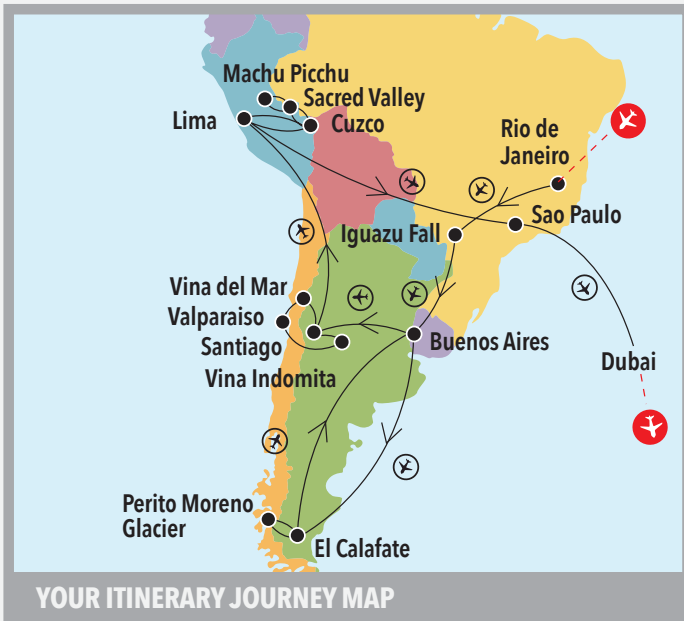 Machu Picchu
Sacred Valley
Lima
Cuzco
Rio de
Janeiro
Sao Paulo
Iguazu Fall
Vina del Mar
Valparaiso
Santiago
Buenos Aires
Dubai
Vina Indomita
Perito Moreno
Glacier
El Calafate
YOUR ITINERARY JOURNEY MAP